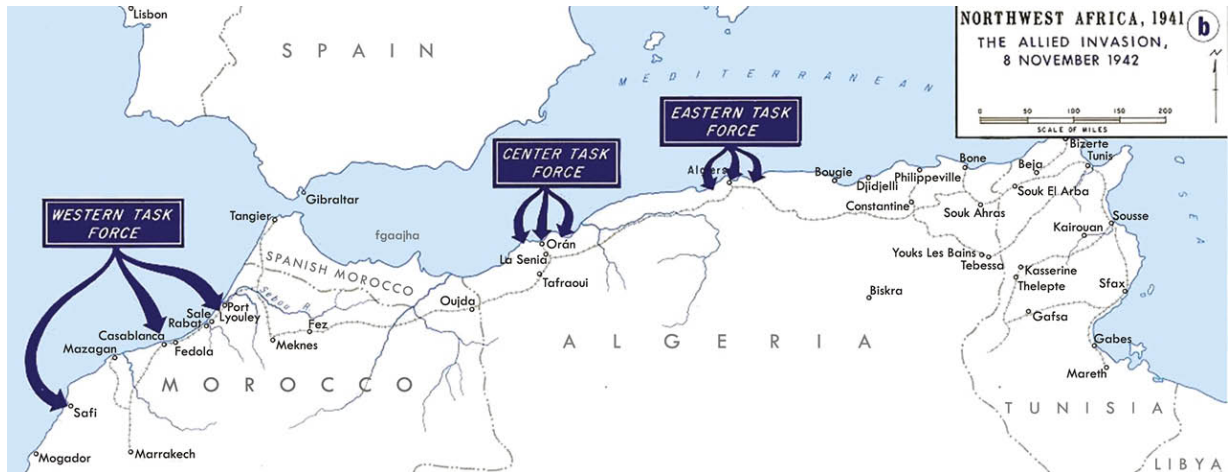 Lisbon
SPAIN
NORTHWEST AFRICA, 1941
b
THE ALLIED INVASION,
8 NOVEMBER 1942
N
0 50 100 150 200
SCALE OF MILES
MEDITERRANEAN
SEA
EASTERN TASK
FORCE
CENTER TASK
FORCE
WESTERN TASK
FORCE
Gibraltar
Tangier
fgaajha
SPANISH MOROCCO
Sebou R
Port
Lyouley
Sale
Rabat
Casablanca
Fedola
Mazagan
Safi
Mogador
Marrakech
Meknes
Fez
Oujda
MOROCCO
Orán
La Senia
Tafraoui
Algiers
Bougie
Djidjelli
Philippeville
Constantine
Bone
Souk Ahras
Beja
Souk El Arba
Bizerte
Tunis
Sousse
Kairouan
Youks Les Bains
Tebessa
Kasserine
Thelepte
Sfax
Gafsa
Biskra
Gabes
Mareth
ALGERIA
TUNISIA
LIBYA